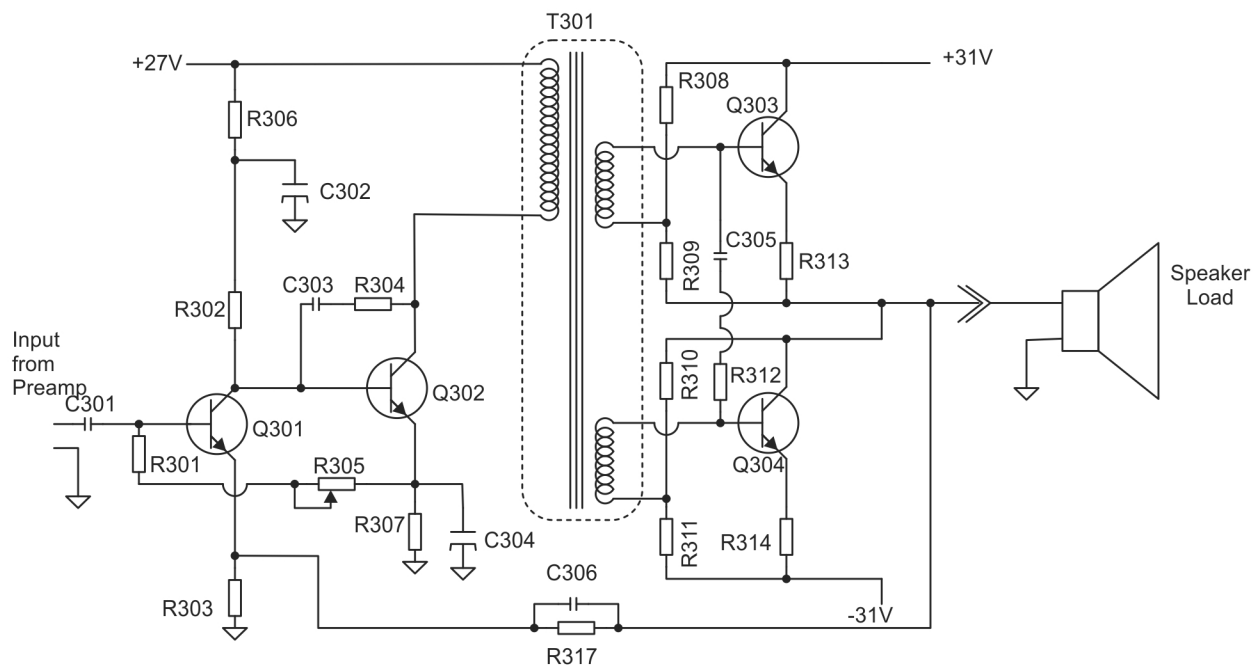 T301
+27V
+31V
R308
Q303
R306
C302
C305
R309
R313
Speaker
Load
C303
R304
R302
Input
from
Preamp
R310
R312
Q302
C301
Q301
R301
R305
Q304
R307
C304
R311
R314
C306
R303
-31V
R317